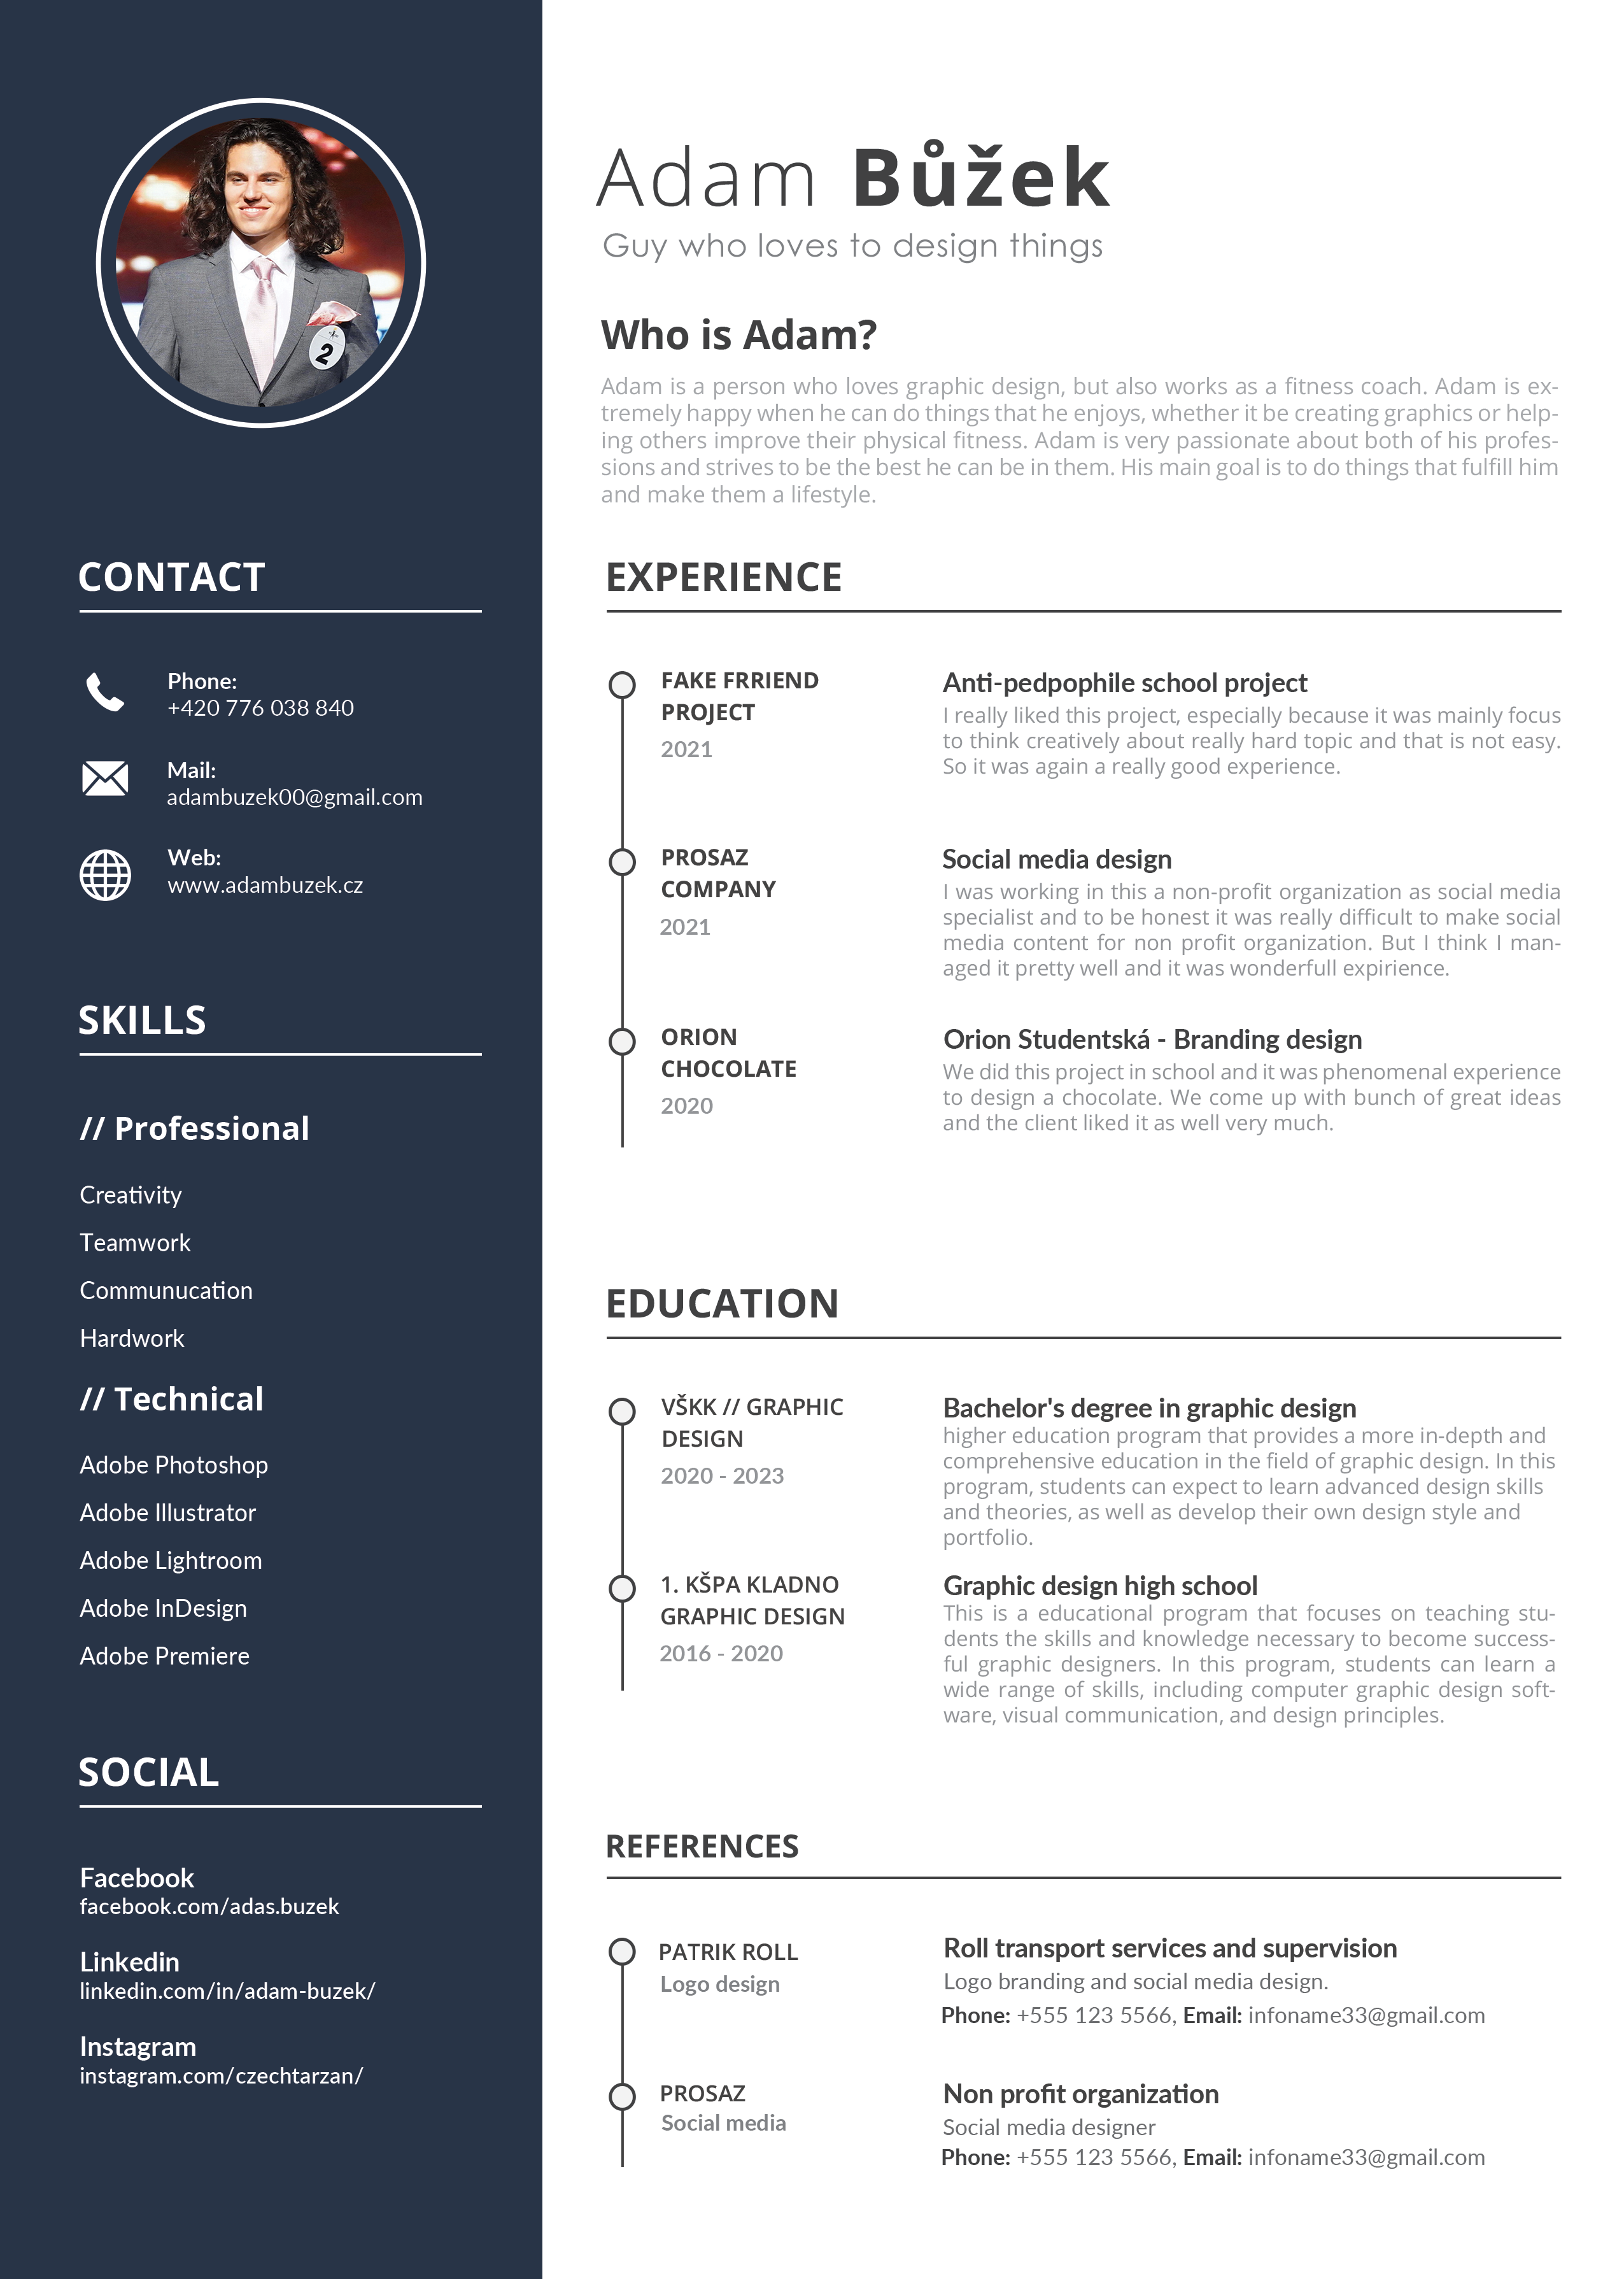 Adam Bůžek
Guy who loves to design things
Who is Adam?
Adam is a person who loves graphic design, but also works as a fitness coach. Adam is ex-
tremely happy when he can do things that he enjoys, whether it be creating graphics or help-
ing others improve their physical fitness. Adam is very passionate about both of his profes-
sions and strives to be the best he can be in them. His main goal is to do things that fulfill him
and make them a lifestyle.
2
CONTACT
Phone:
+420 776 038 840
Mail:
adambuzek00@gmail.com
Web:
www.adambuzek.cz
SKILLS
// Professional
Creativity
Teamwork
Communucation
Hardwork
// Technical
Adobe Photoshop
Adobe Illustrator
Adobe Lightroom
Adobe InDesign
Adobe Premiere
SOCIAL
Facebook
facebook.com/adas.buzek
Linkedin
linkedin.com/in/adam-buzek/
Instagram
instagram.com/czechtarzan/
EXPERIENCE
FAKE FRRIEND
PROJECT
2021
Anti-pedpophile school project
I really liked this project, especially because it was mainly focus
to think creatively about really hard topic and that is not easy.
So it was again a really good experience.
PROSAZ
COMPANY
2021
Social media design
I was working in this a non-profit organization as social media
specialist and to be honest it was really difficult to make social
media content for non profit organization. But I think I man-
aged it pretty well and it was wonderfull expirience.
ORION
CHOCOLATE
2020
Orion Studentská - Branding design
We did this project in school and it was phenomenal experience
to design a chocolate. We come up with bunch of great ideas
and the client liked it as well very much.
EDUCATION
VŠKK // GRAPHIC
DESIGN
2020 - 2023
Bachelor's degree in graphic design
higher education program that provides a more in-depth and
comprehensive education in the field of graphic design. In this
program, students can expect to learn advanced design skills
and theories, as well as develop their own design style and
portfolio.
1. KŠPA KLADNO
GRAPHIC DESIGN
2016 - 2020
Graphic design high school
This is a educational program that focuses on teaching stu-
dents the skills and knowledge necessary to become success-
ful graphic designers. In this program, students can learn a
wide range of skills, including computer graphic design soft-
ware, visual communication, and design principles.
REFERENCES
PATRIK ROLL
Logo design
Roll transport services and supervision
Logo branding and social media design.
Phone: +555 123 5566, Email: infoname33@gmail.com
PROSAZ
Social media
Non profit organization
Social media designer
Phone: +555 123 5566, Email: infoname33@gmail.com